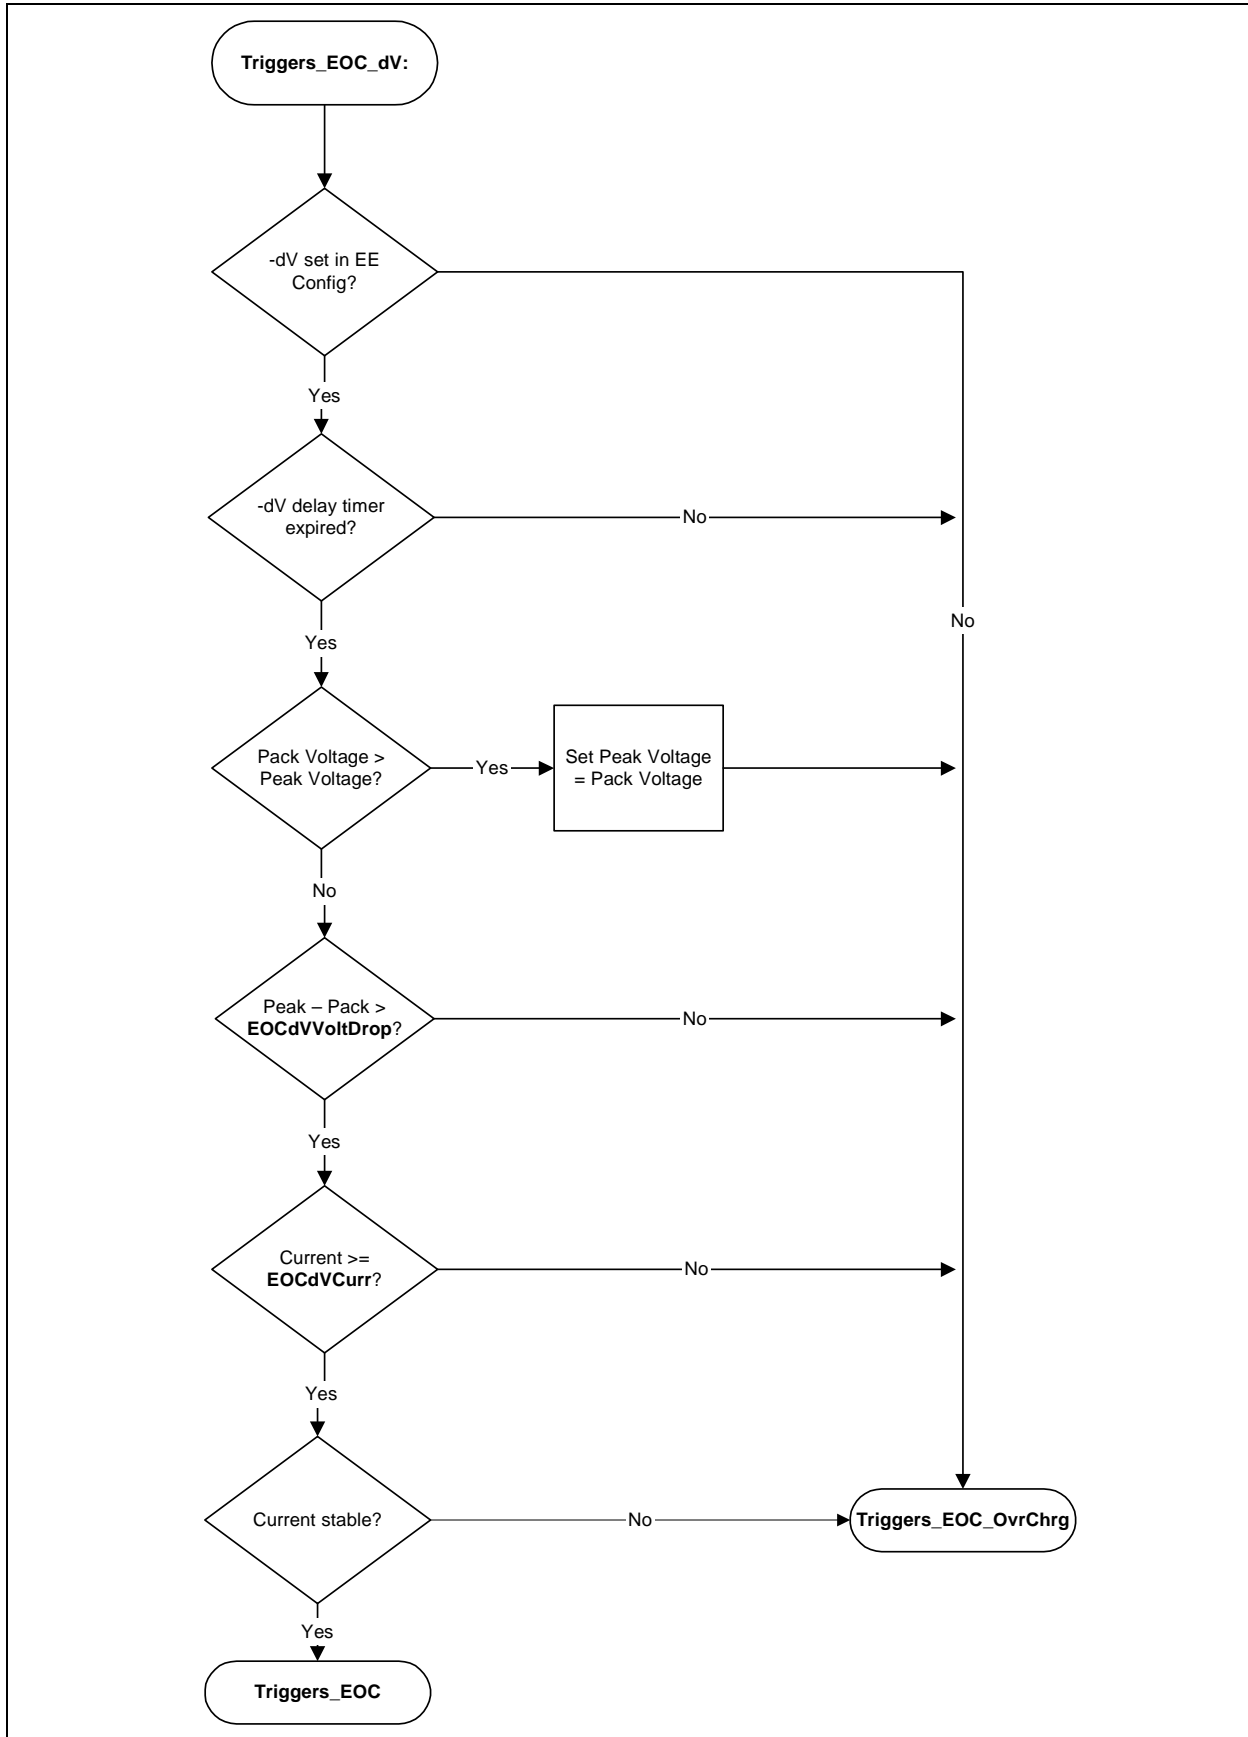 Triggers_EOC_dV:
-dV set in EE
Config?
Yes
-dV delay timer
expired?
No
No
Yes
Pack Voltage >
Peak Voltage?
Yes
Set Peak Voltage
= Pack Voltage
No
Peak – Pack >
EOCdVVoltDrop?
No
Yes
Current >=
EOCdVCurr?
No
Yes
Current stable?
No
Triggers_EOC_OvrChrg
Yes
Triggers_EOC